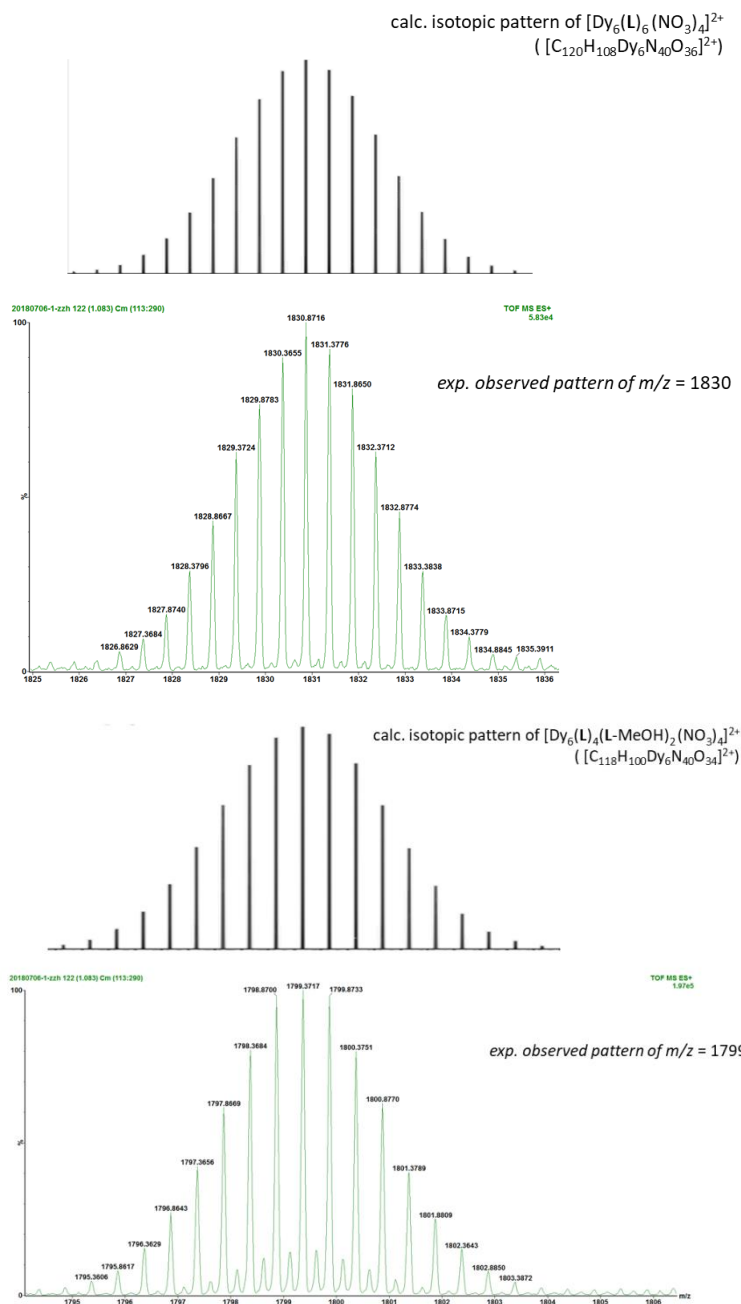 calc. isotopic pattern of [Dy₆(L)₆(NO₃)₄]²⁺
( [C₁₂₀H₁₀₈Dy₆N₄₀O₃₆]²⁺)
20180706-1-zzh 122 (1.083) Cm (113:290)
TOF MS ES+
5.83e4
100
%
0
exp. observed pattern of m/z = 1830
1830.8716
1831.3776
1830.3655
1831.8650
1829.8783
1832.3712
1829.3724
1832.8774
1828.8667
1833.3838
1828.3796
1833.8715
1827.8740
1834.3779
1827.3684
1834.8845
1835.3911
1826.8629
1825 1826 1827 1828 1829 1830 1831 1832 1833 1834 1835 1836
calc. isotopic pattern of [Dy₆(L)₄(L-MeOH)₂(NO₃)₄]²⁺
( [C₁₁₈H₁₀₀Dy₆N₄₀O₃₄]²⁺)
20180706-1-zzh 122 (1.083) Cm (113:290)
TOF MS ES+
1.97e5
100
%
0
exp. observed pattern of m/z = 1799
1798.8700
1799.3717
1799.8733
1798.3684
1800.3751
1797.8669
1800.8770
1797.3656
1801.3789
1796.8643
1801.8809
1796.3629
1802.3643
1795.8617
1802.8850
1795.3606
1803.3872
1795 1796 1797 1798 1799 1800 1801 1802 1803 1804 1805 1806 m/z